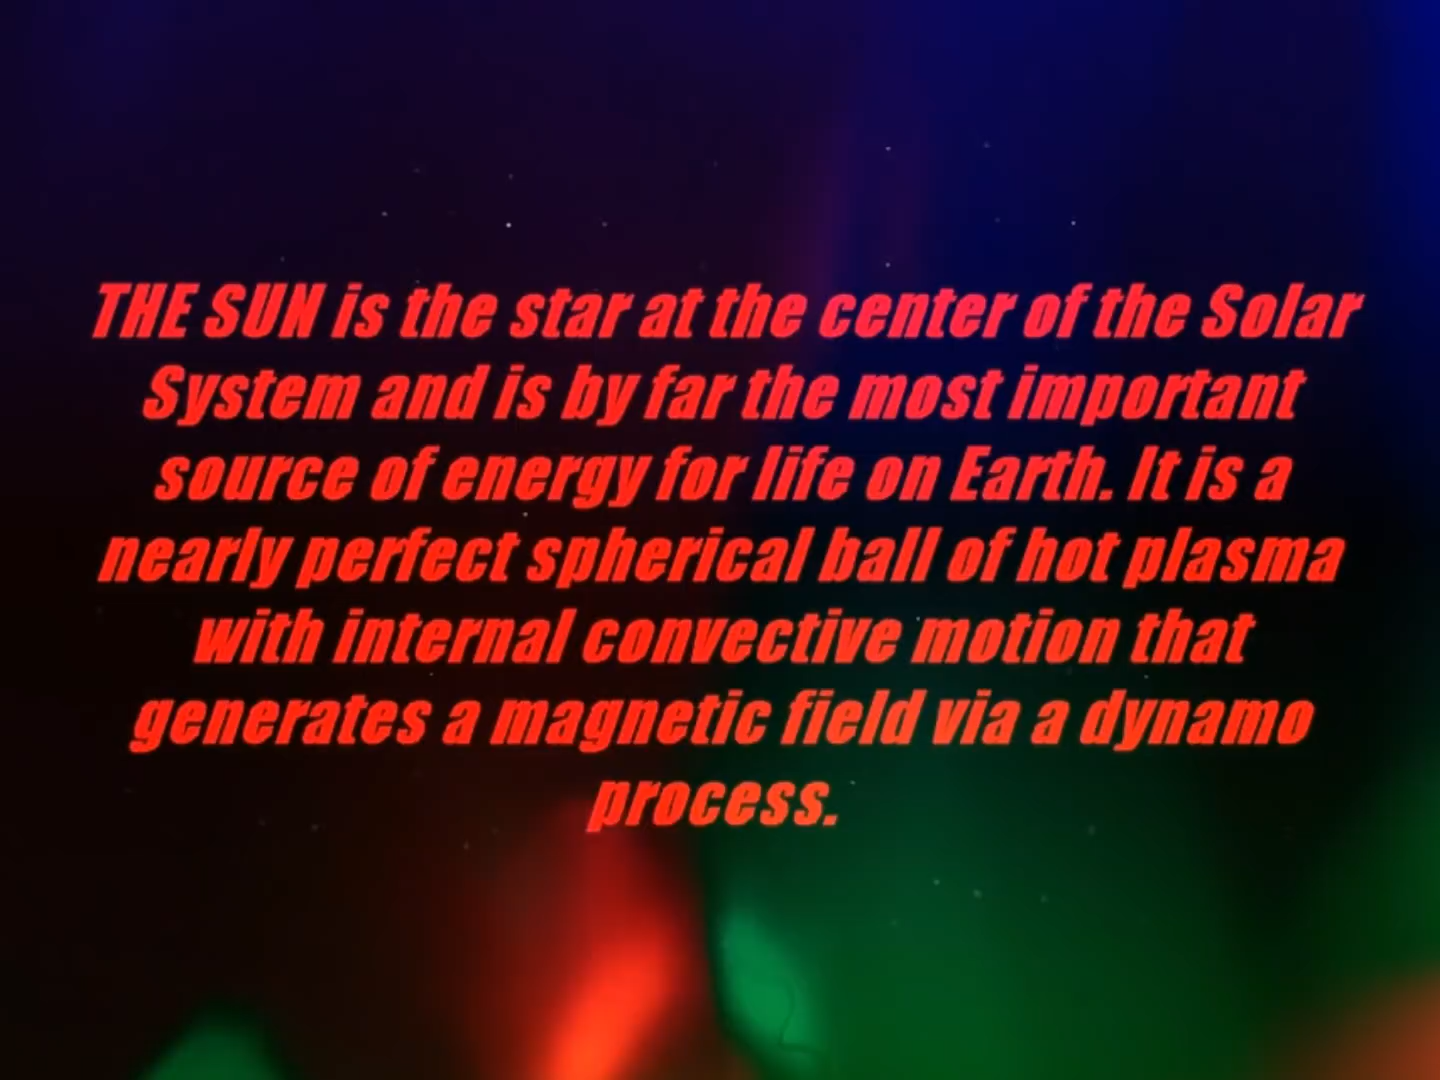 THE SUN is the star at the center of the Solar
System and is by far the most important
source of energy for life on Earth. It is a
nearly perfect spherical ball of hot plasma
with internal convective motion that
generates a magnetic field via a dynamo
process.